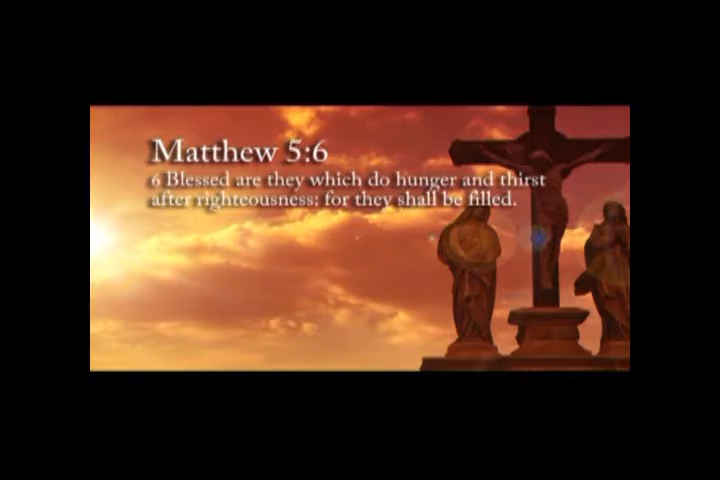 Matthew 5:6
6 Blessed are they which do hunger and thirst
after righteousness: for they shall be filled.